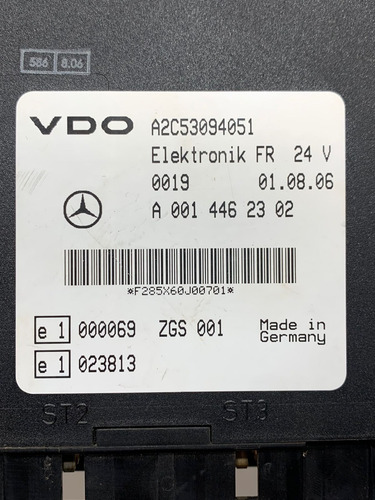 586 8.06
VDO A2C53094051
Elektronik FR 24 V
0019 01.08.06
A 001 446 23 02
*F285X60J00701*
e 1 000069 ZGS 001 Made in
Germany
e 1 023813
ST2 ST3